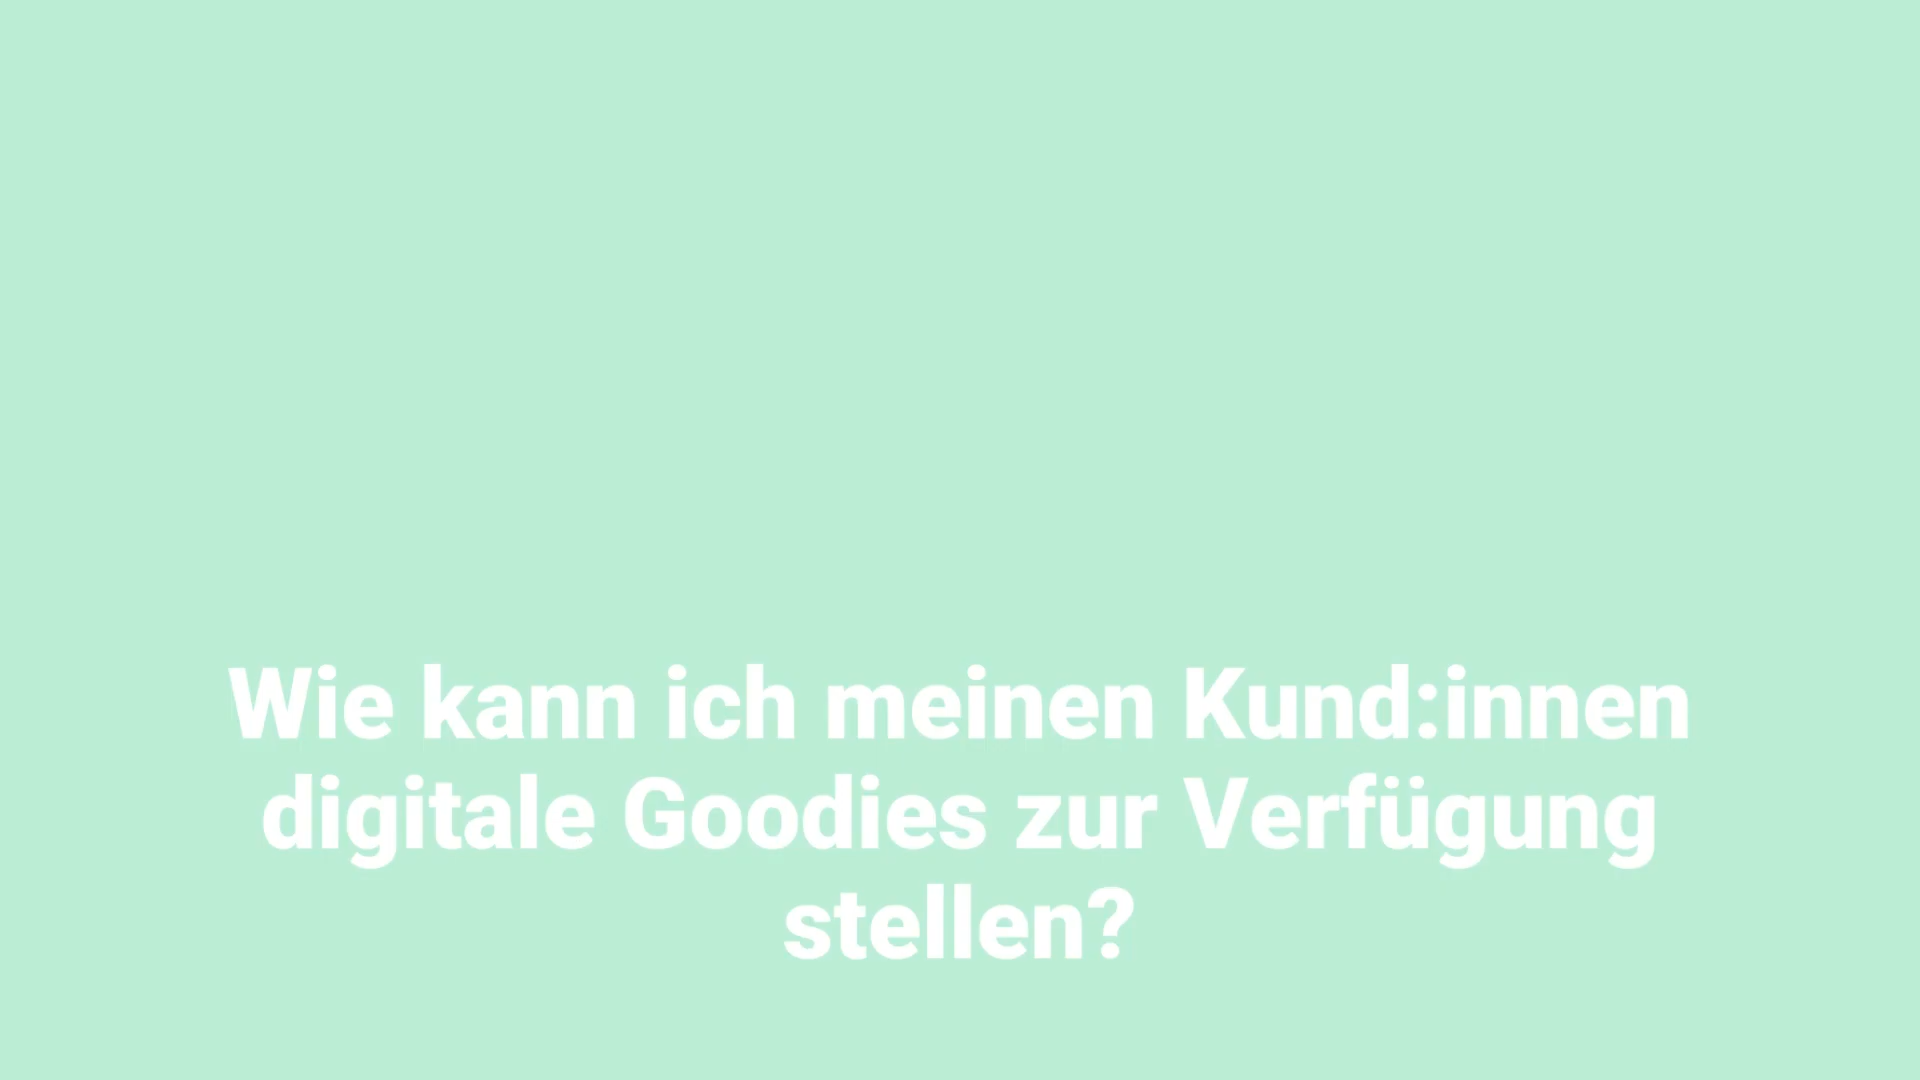 Wie kann ich meinen Kund:innen
digitale Goodies zur Verfügung
stellen?